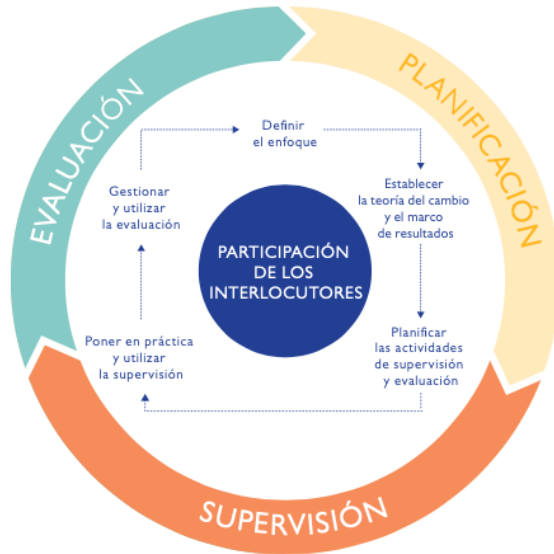 EVALUACIÓN
PLANIFICACIÓN
SUPERVISIÓN
Definir
el enfoque
Establecer
la teoría del cambio
y el marco
de resultados
Planificar
las actividades
de supervisión
y evaluación
Poner en práctica
y utilizar
la supervisión
Gestionar
y utilizar
la evaluación
PARTICIPACIÓN
DE LOS
INTERLOCUTORES